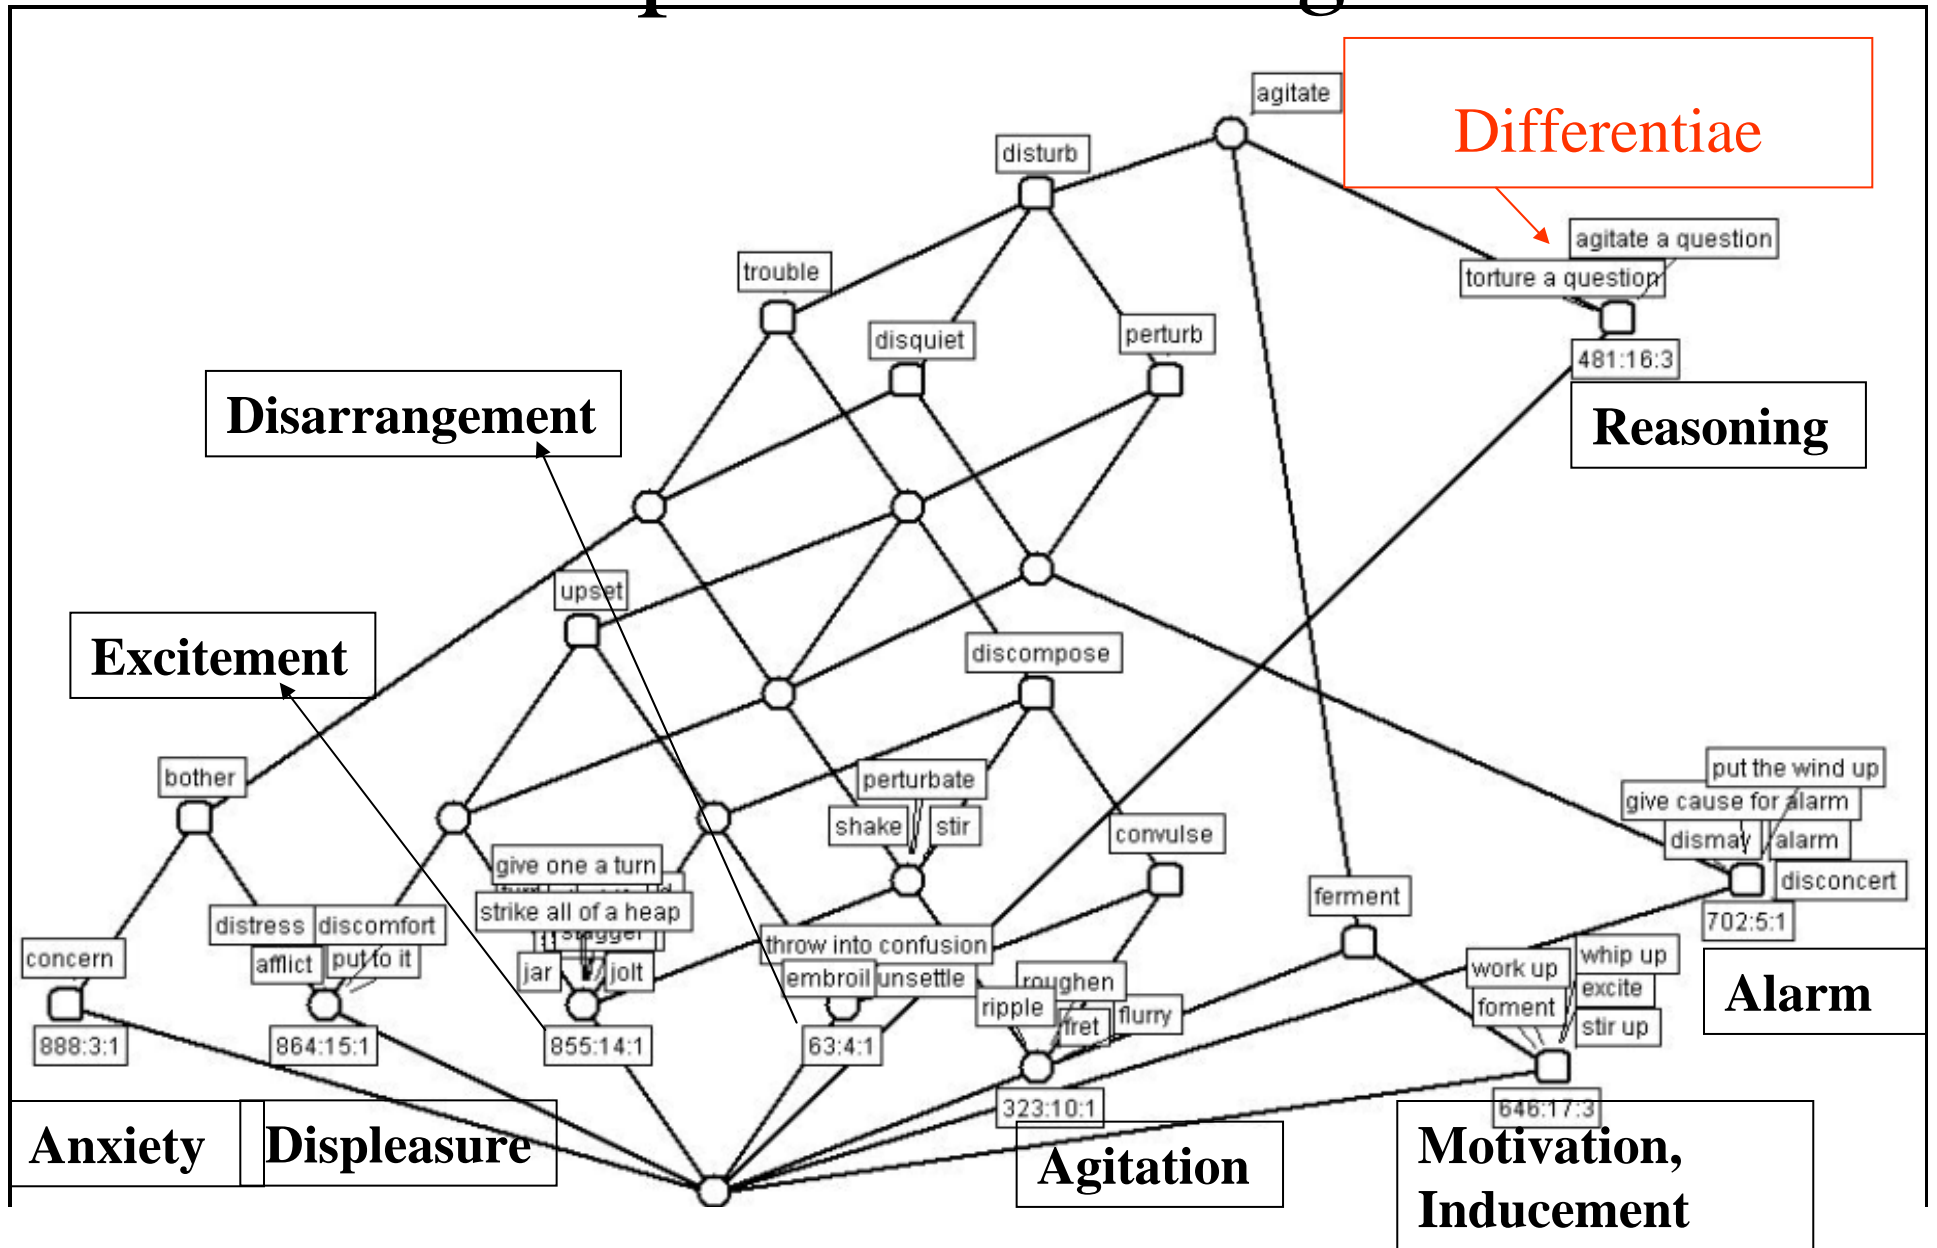 agitate
Differentiae
disturb
agitate a question
trouble
torture a question
disquiet
perturb
481:16:3
Disarrangement
Reasoning
upset
Excitement
discompose
bother
perturbate
put the wind up
give cause for alarm
shake
stir
convulse
dismay
alarm
give one a turn
disconcert
ferment
strike all of a heap
distress
discomfort
702:5:1
stagger
throw into confusion
concern
afflict
put to it
jar
jolt
embroil
unsettle
roughen
work up
whip up
excite
ripple
fret
flurry
foment
stir up
Alarm
888:3:1
864:15:1
855:14:1
63:4:1
323:10:1
646:17:3
Anxiety
Displeasure
Agitation
Motivation,
Inducement